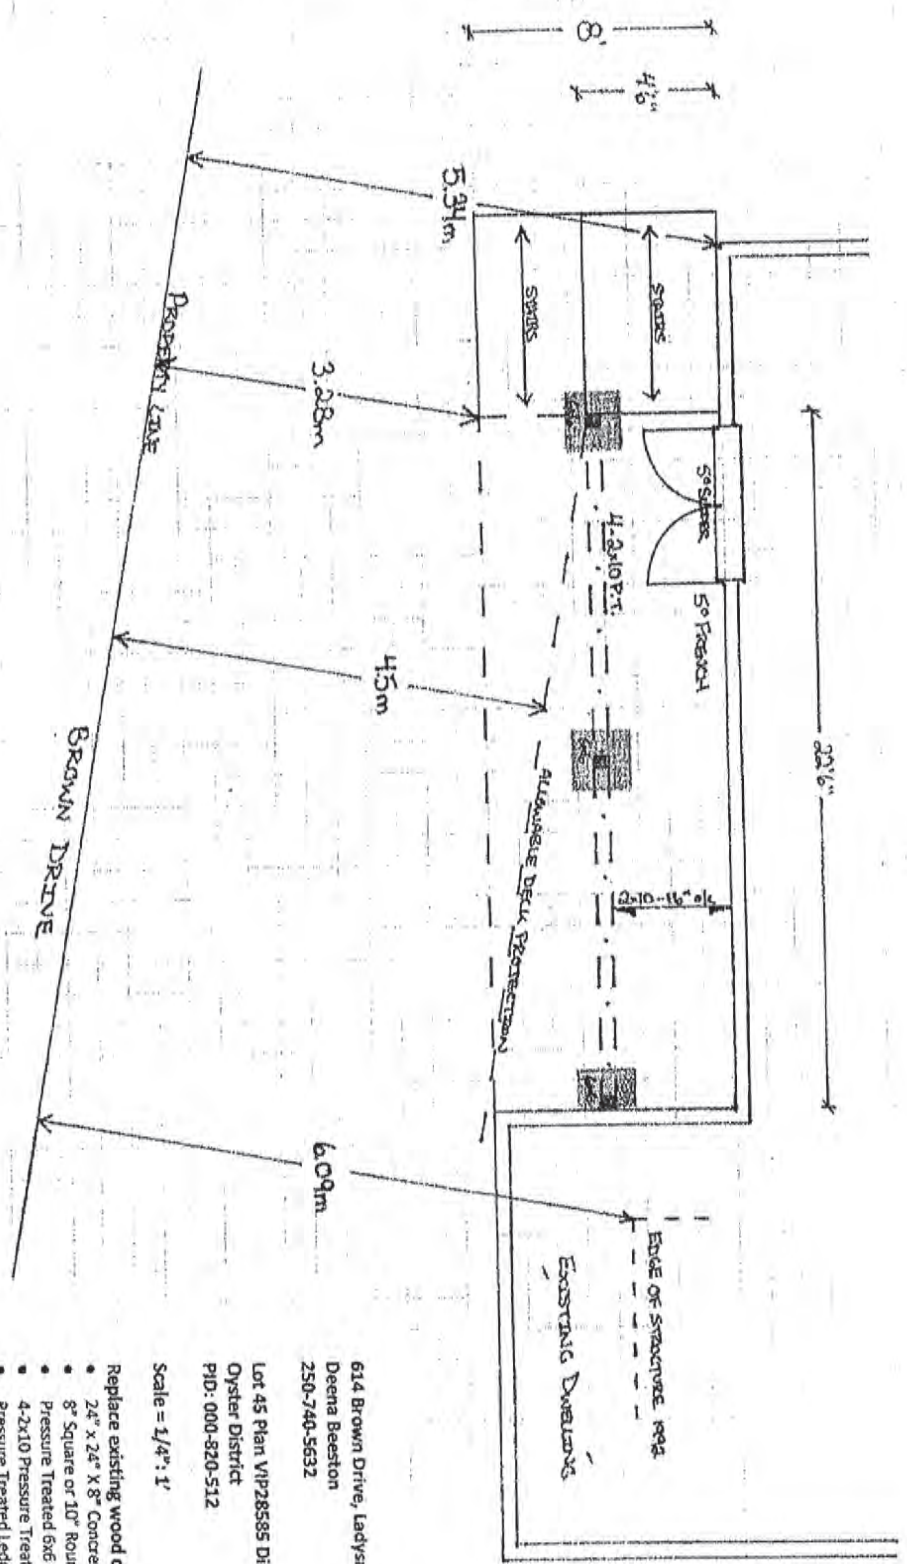 8'
4'6"
5.34m
STAIRS
STAIRS
3.28m
PROPERTY LINE
5° SLIDER
5° FRENCH
4-2x10 P.T.
22'6"
4.5m
ALLOWABLE DECK PROJECTION
2x10-16" o/c
BROWN DRIVE
6.09m
EDGE OF STRUCTURE 1992
EXISTING DWELLING
614 Brown Drive, Ladys
Deena Beeston
250-740-5632
Lot 45 Plan VIP28585 Di
Oyster District
PID: 000-820-512
Scale = 1/4": 1'
Replace existing wood
• 24" x 24" X 8" Concre
• 8" Square or 10" Rou
• Pressure Treated 6x6
• 4-2x10 Pressure Treat
• Pressure Treated Led